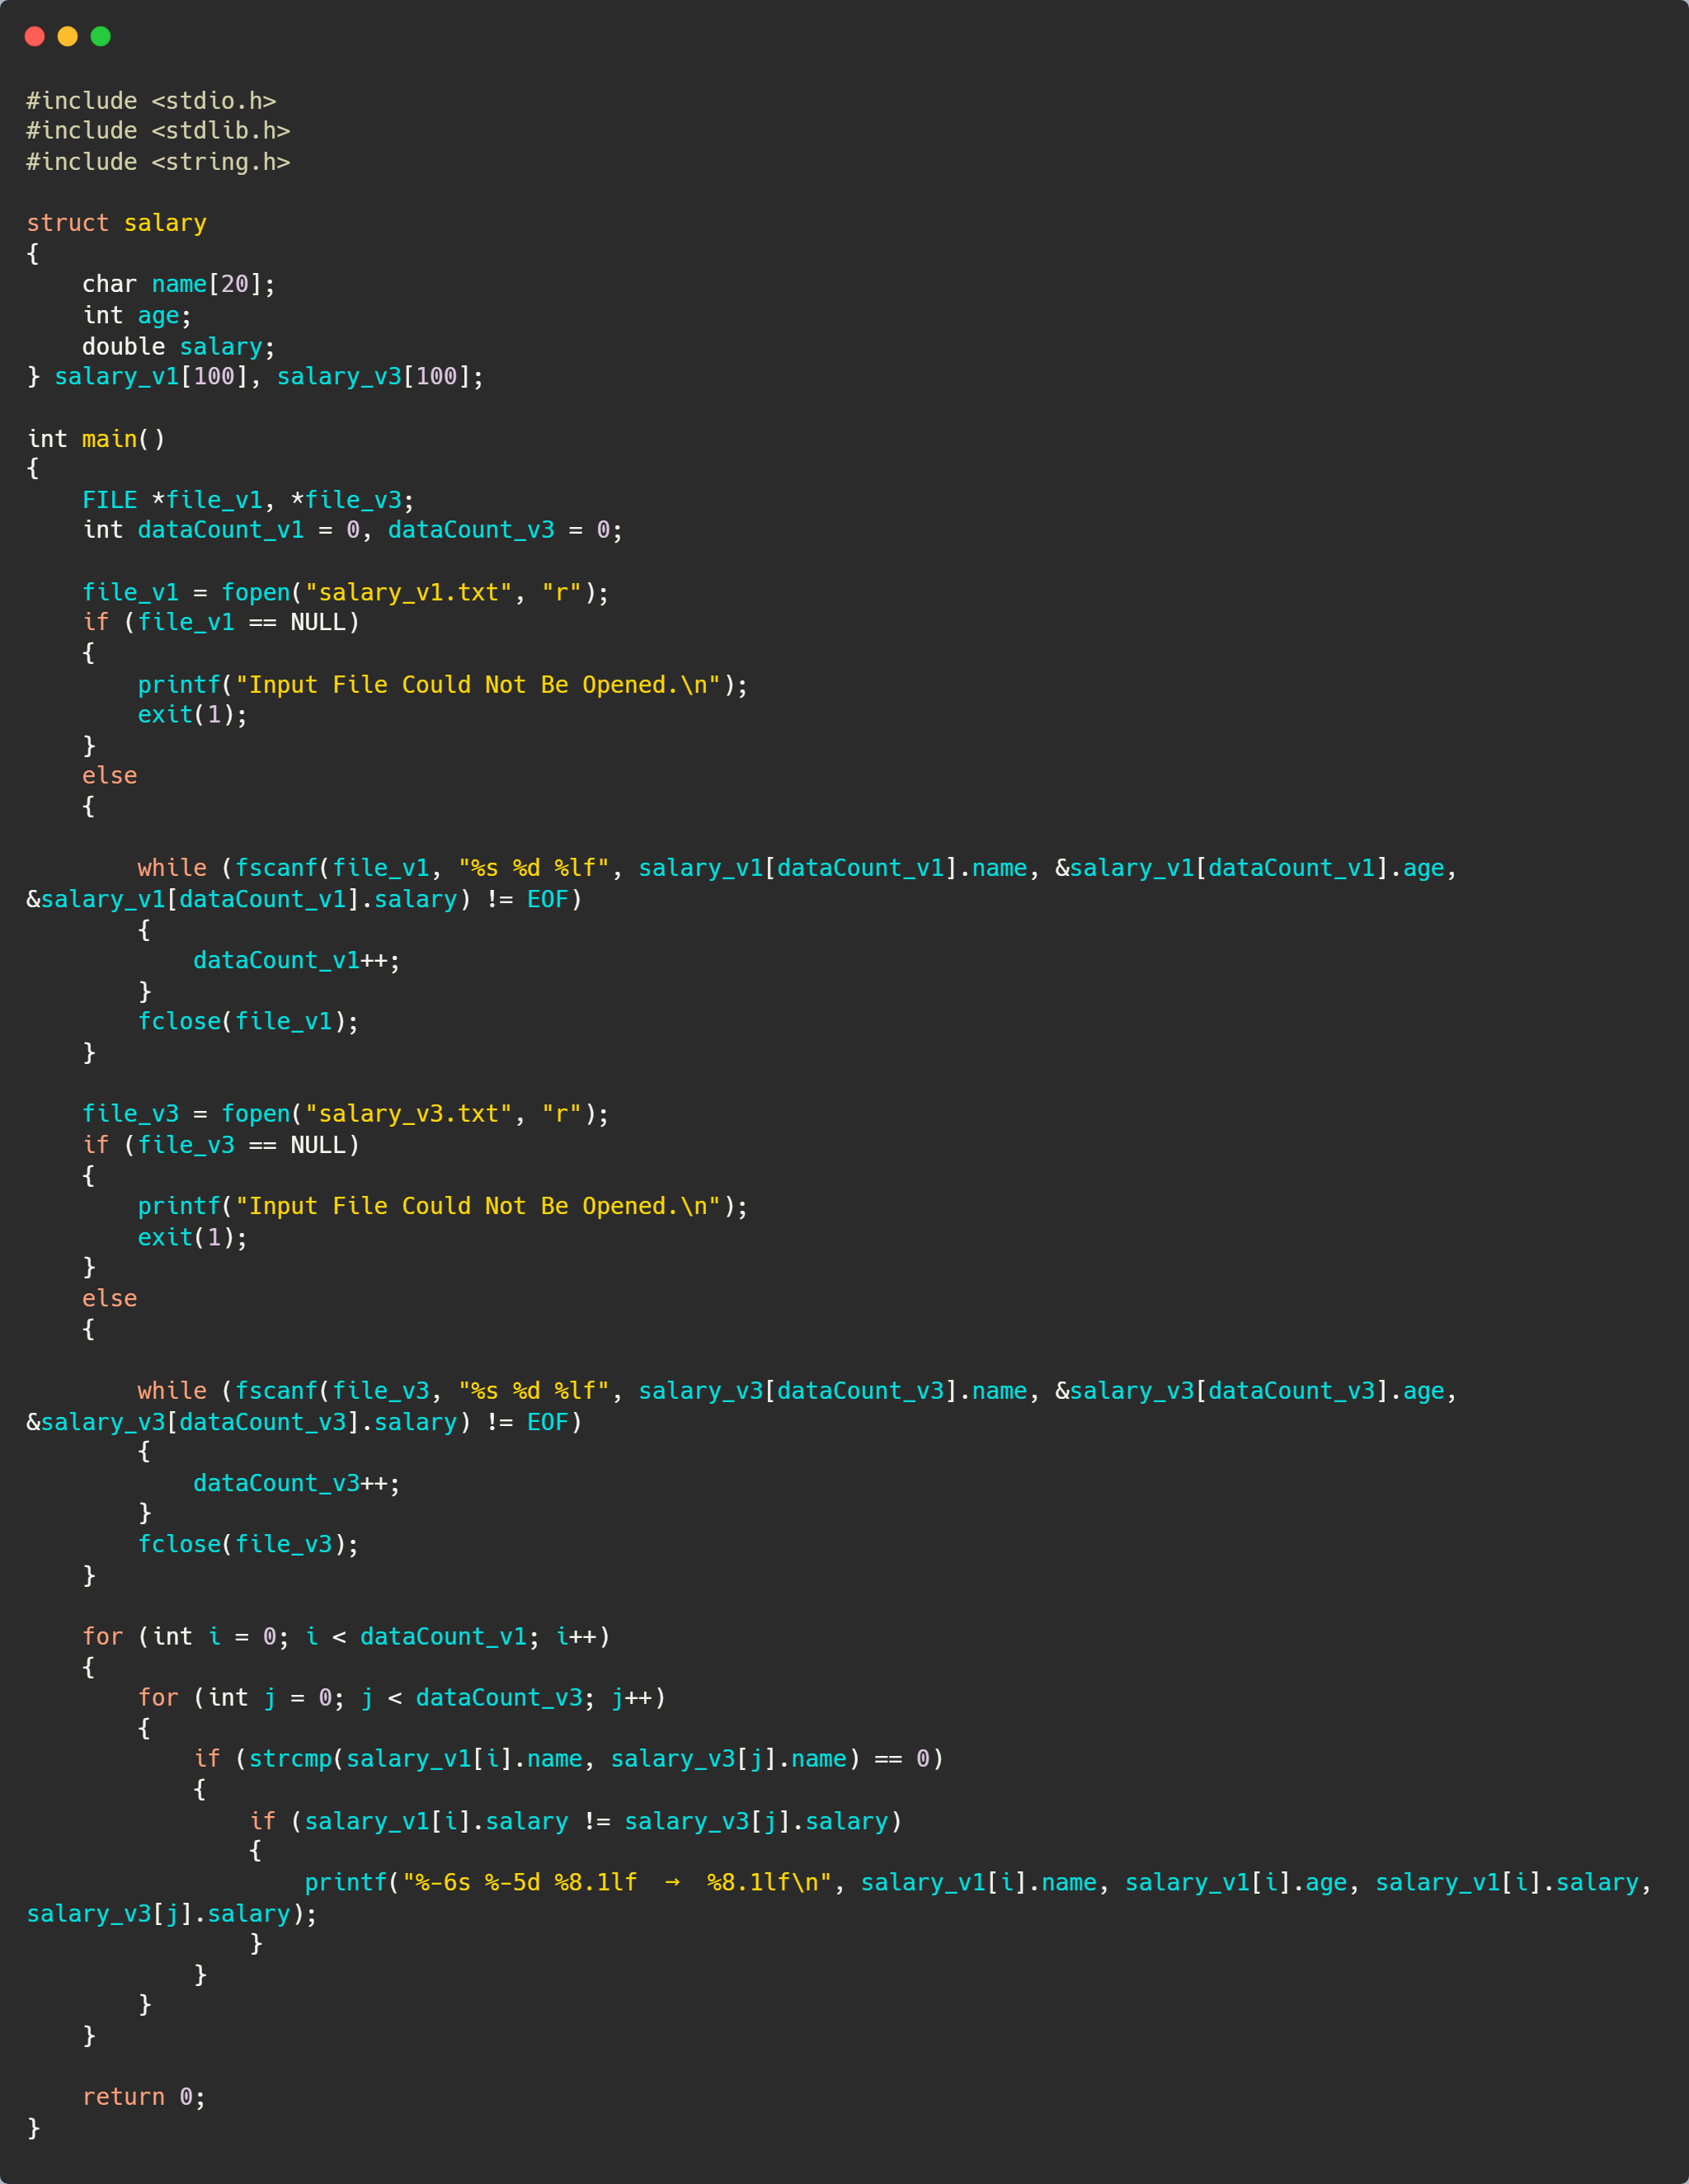 #include <stdio.h>
#include <stdlib.h>
#include <string.h>

struct salary
{
    char name[20];
    int age;
    double salary;
} salary_v1[100], salary_v3[100];

int main()
{
    FILE *file_v1, *file_v3;
    int dataCount_v1 = 0, dataCount_v3 = 0;

    file_v1 = fopen("salary_v1.txt", "r");
    if (file_v1 == NULL)
    {
        printf("Input File Could Not Be Opened.\n");
        exit(1);
    }
    else
    {

        while (fscanf(file_v1, "%s %d %lf", salary_v1[dataCount_v1].name, &salary_v1[dataCount_v1].age,
&salary_v1[dataCount_v1].salary) != EOF)
        {
            dataCount_v1++;
        }
        fclose(file_v1);
    }

    file_v3 = fopen("salary_v3.txt", "r");
    if (file_v3 == NULL)
    {
        printf("Input File Could Not Be Opened.\n");
        exit(1);
    }
    else
    {

        while (fscanf(file_v3, "%s %d %lf", salary_v3[dataCount_v3].name, &salary_v3[dataCount_v3].age,
&salary_v3[dataCount_v3].salary) != EOF)
        {
            dataCount_v3++;
        }
        fclose(file_v3);
    }

    for (int i = 0; i < dataCount_v1; i++)
    {
        for (int j = 0; j < dataCount_v3; j++)
        {
            if (strcmp(salary_v1[i].name, salary_v3[j].name) == 0)
            {
                if (salary_v1[i].salary != salary_v3[j].salary)
                {
                    printf("%-6s %-5d %8.1lf  →  %8.1lf\n", salary_v1[i].name, salary_v1[i].age, salary_v1[i].salary,
salary_v3[j].salary);
                }
            }
        }
    }

    return 0;
}